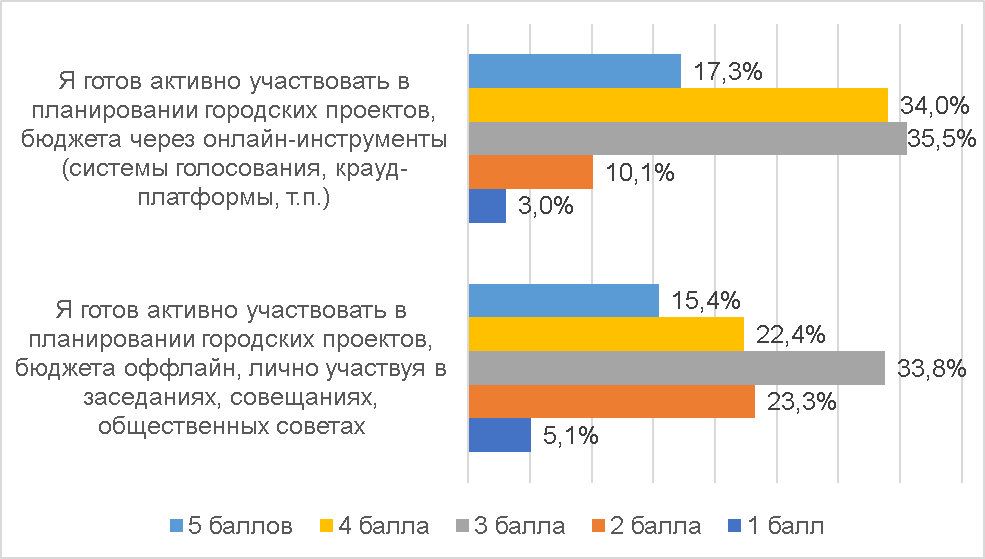 Я готов активно участвовать в
планировании городских проектов,
бюджета через онлайн-инструменты
(системы голосования, крауд-
платформы, т.п.)
17,3%
34,0%
35,5%
10,1%
3,0%
Я готов активно участвовать в
планировании городских проектов,
бюджета оффлайн, лично участвуя в
заседаниях, совещаниях,
общественных советах
15,4%
22,4%
33,8%
23,3%
5,1%
5 баллов 4 балла 3 балла 2 балла 1 балл